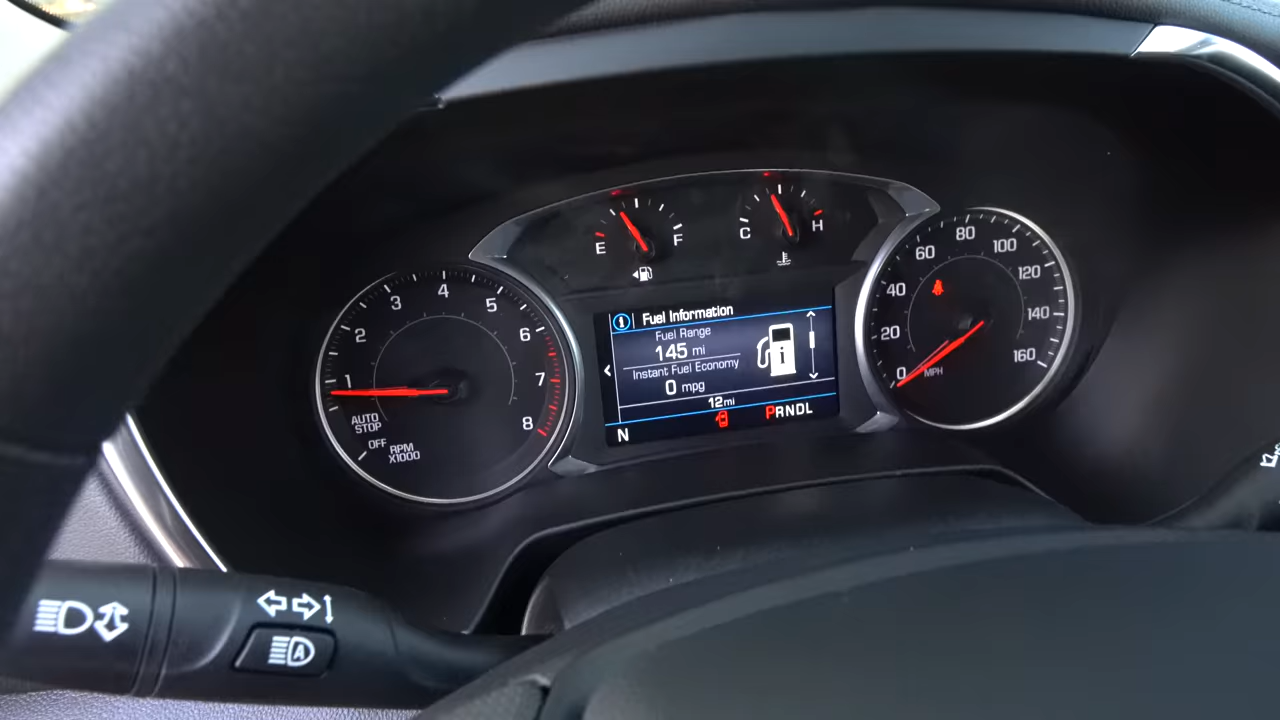 E F
C H
1 2 3 4 5 6 7 8
AUTO
STOP
OFF
RPM
X1000
i Fuel Information
Fuel Range
145 mi
Instant Fuel Economy
0 mpg
i
12mi
N
PRNDL
0 20 40 60 80 100 120 140 160
MPH
A